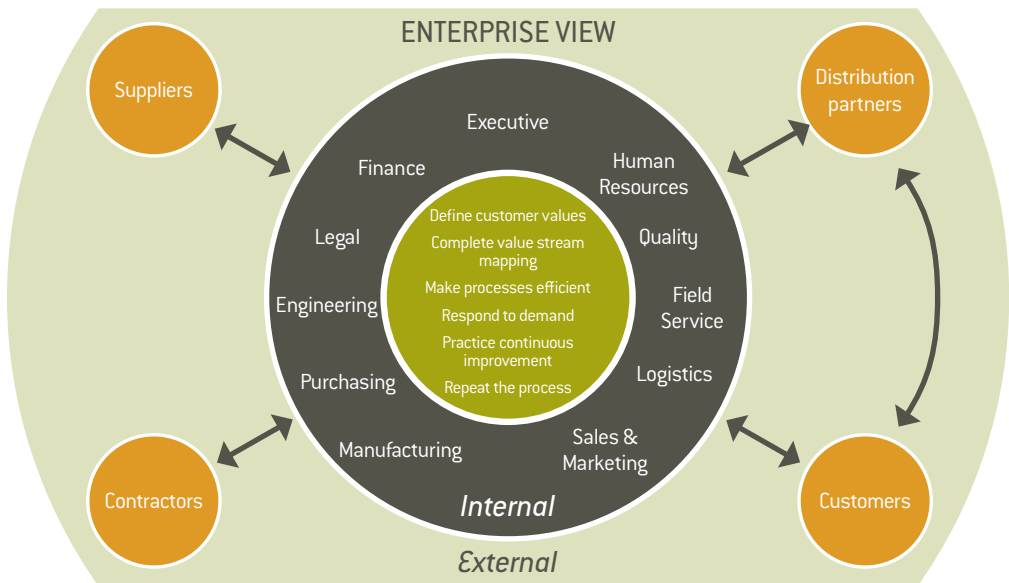 ENTERPRISE VIEW
Suppliers
Distribution
partners
Executive
Finance
Human
Resources
Legal
Quality
Engineering
Field
Service
Purchasing
Logistics
Manufacturing
Sales &
Marketing
Define customer values
Complete value stream
mapping
Make processes efficient
Respond to demand
Practice continuous
improvement
Repeat the process
Internal
Contractors
Customers
External